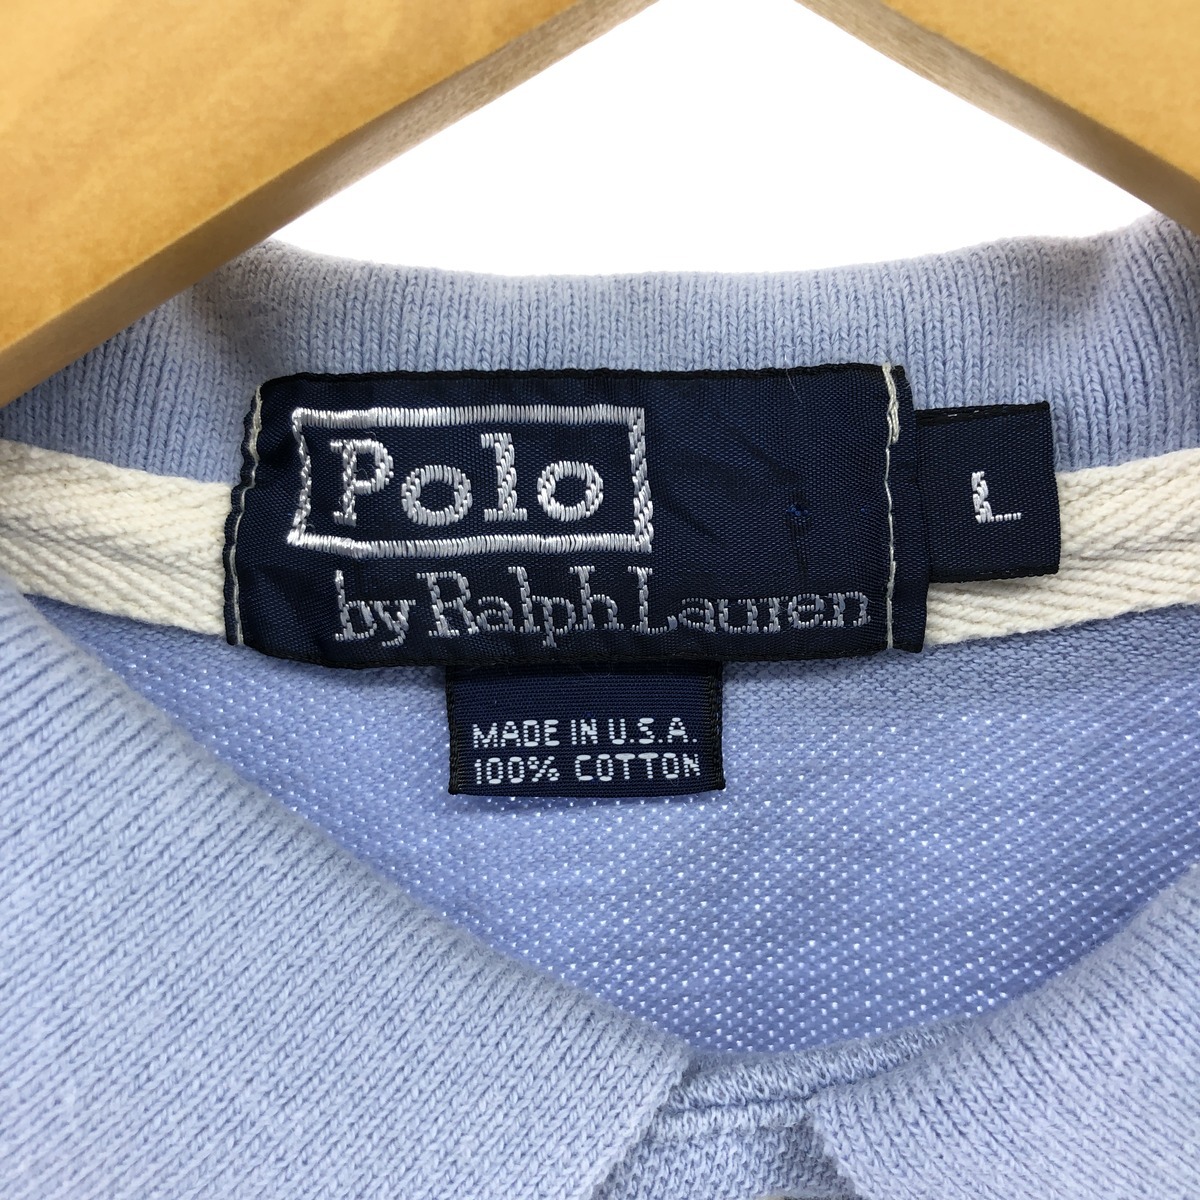 Polo
by Ralph Lauren
L
MADE IN U.S.A.
100% COTTON